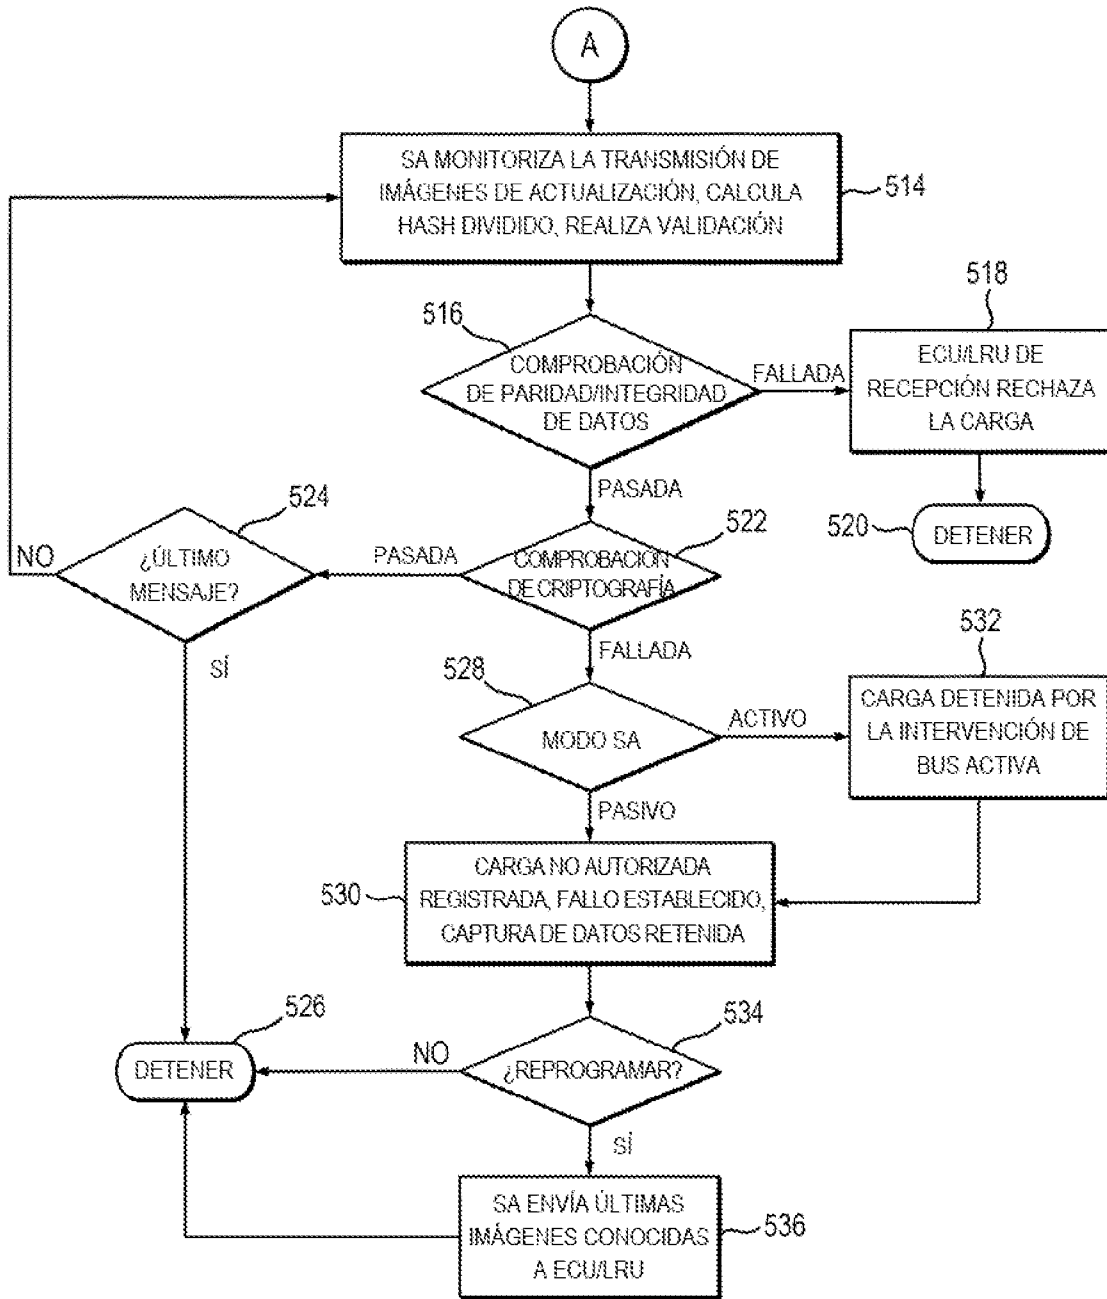 A
SA MONITORIZA LA TRANSMISIÓN DE
IMÁGENES DE ACTUALIZACIÓN, CALCULA
HASH DIVIDIDO, REALIZA VALIDACIÓN
514
516
COMPROBACIÓN
DE PARIDAD/INTEGRIDAD
DE DATOS
FALLADA
518
ECU/LRU DE
RECEPCIÓN RECHAZA
LA CARGA
PASADA
520
DETENER
522
COMPROBACIÓN
DE CRIPTOGRAFÍA
PASADA
524
¿ÚLTIMO
MENSAJE?
NO
SÍ
FALLADA
528
MODO SA
ACTIVO
532
CARGA DETENIDA POR
LA INTERVENCIÓN DE
BUS ACTIVA
PASIVO
530
CARGA NO AUTORIZADA
REGISTRADA, FALLO ESTABLECIDO,
CAPTURA DE DATOS RETENIDA
534
¿REPROGRAMAR?
NO
526
DETENER
SÍ
SA ENVÍA ÚLTIMAS
IMÁGENES CONOCIDAS
A ECU/LRU
536